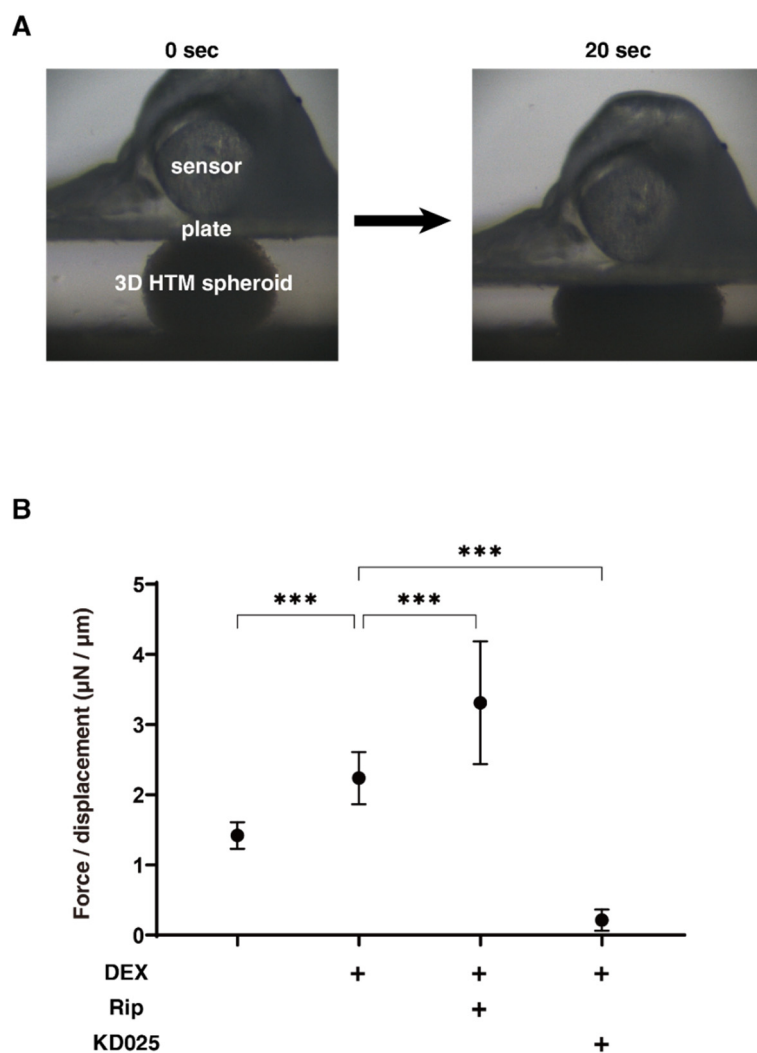 A
0 sec
20 sec
sensor
plate
3D HTM spheroid
B
Force / displacement (μN / μm)
5
4
3
2
1
0
***
***
***
DEX + + +
Rip +
KD025 +